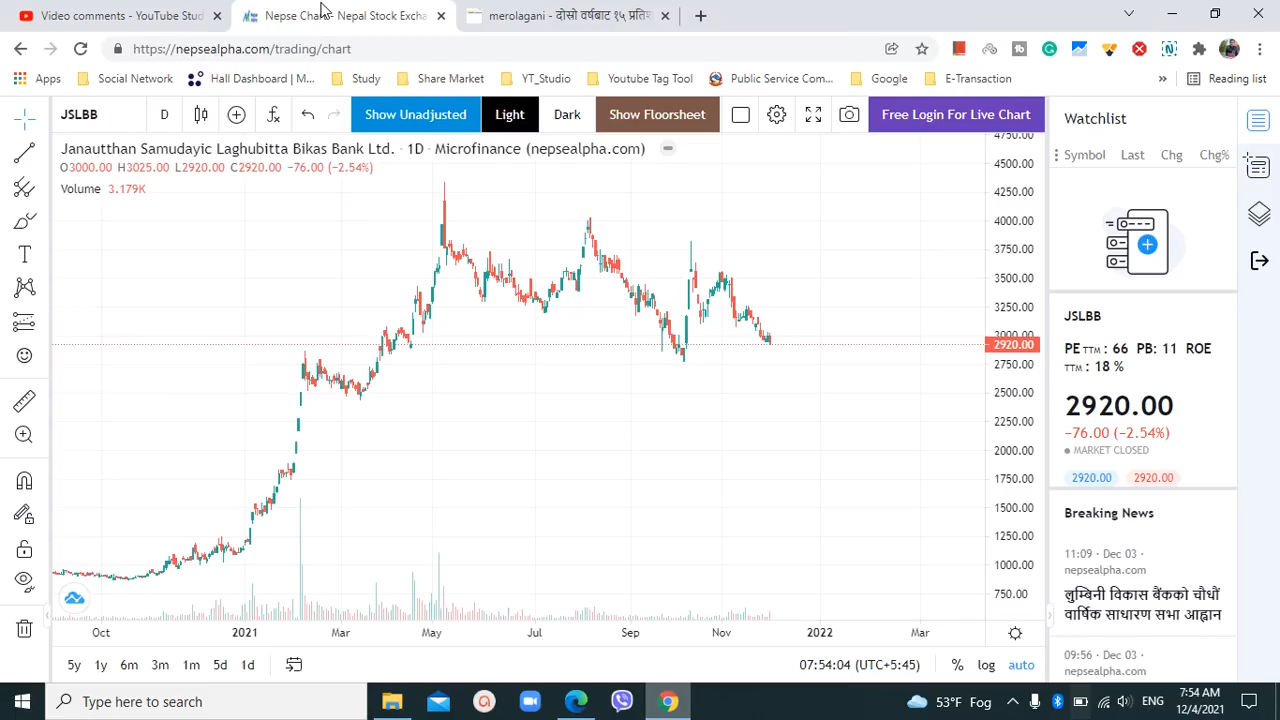 Video comments - YouTube Studio
Nepse Cha Nepal Stock Excha
merolagani - दोस्रो वर्षबाट १५ प्रतिश
https://nepsealpha.com/trading/chart
Apps
Social Network
Hall Dashboard | M...
Study
Share Market
YT_Studio
Youtube Tag Tool
Public Service Com...
Google
E-Transaction
»
Reading list
JSLBB
D
Show Unadjusted
Light
Dark
Show Floorsheet
Free Login For Live Chart
Janautthan Samudayic Laghubitta Bikas Bank Ltd. · 1D · Microfinance (nepsealpha.com)
O3000.00 H3025.00 L2920.00 C2920.00 −76.00 (−2.54%)
Volume 3.179K
4750.00
4500.00
4250.00
4000.00
3750.00
3500.00
3250.00
3000.00
2920.00
2750.00
2500.00
2250.00
2000.00
1750.00
1500.00
1250.00
1000.00
750.00
Oct 2021 Mar May Jul Sep Nov 2022 Mar
5y 1y 6m 3m 1m 5d 1d
07:54:04 (UTC+5:45) % log auto
Watchlist
Symbol Last Chg Chg%
JSLBB
PE TTM : 66 PB: 11 ROE
TTM : 18 %
2920.00
−76.00 (−2.54%)
MARKET CLOSED
2920.00 2920.00
Breaking News
11:09 · Dec 03 ·
nepsealpha.com
लुम्बिनी विकास बैंकको चौधौं
वार्षिक साधारण सभा आह्वान
09:56 · Dec 03 ·
nepsealpha.com
Type here to search
53°F Fog
ENG
7:54 AM
12/4/2021